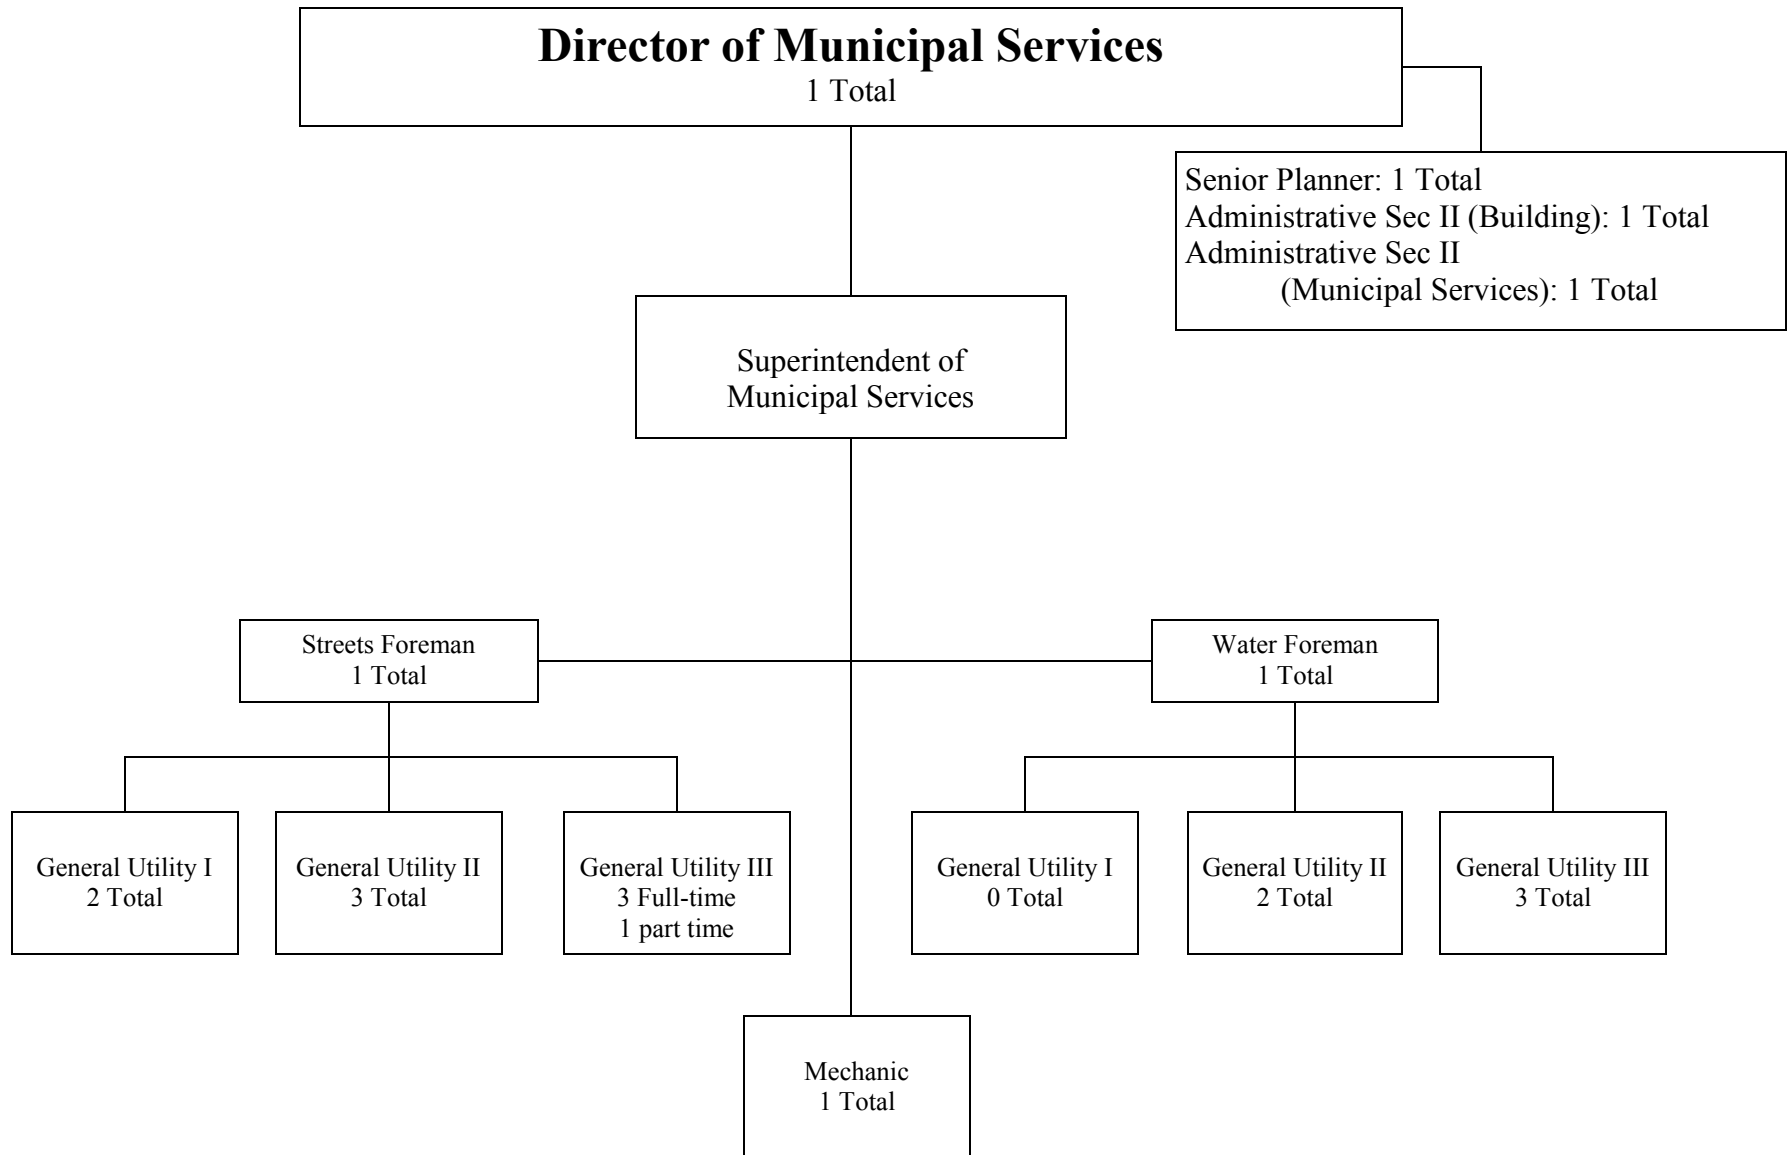 Director of Municipal Services
1 Total
Senior Planner: 1 Total
Administrative Sec II (Building): 1 Total
Administrative Sec II
(Municipal Services): 1 Total
Superintendent of
Municipal Services
Streets Foreman
1 Total
Water Foreman
1 Total
General Utility I
2 Total
General Utility II
3 Total
General Utility III
3 Full-time
1 part time
General Utility I
0 Total
General Utility II
2 Total
General Utility III
3 Total
Mechanic
1 Total